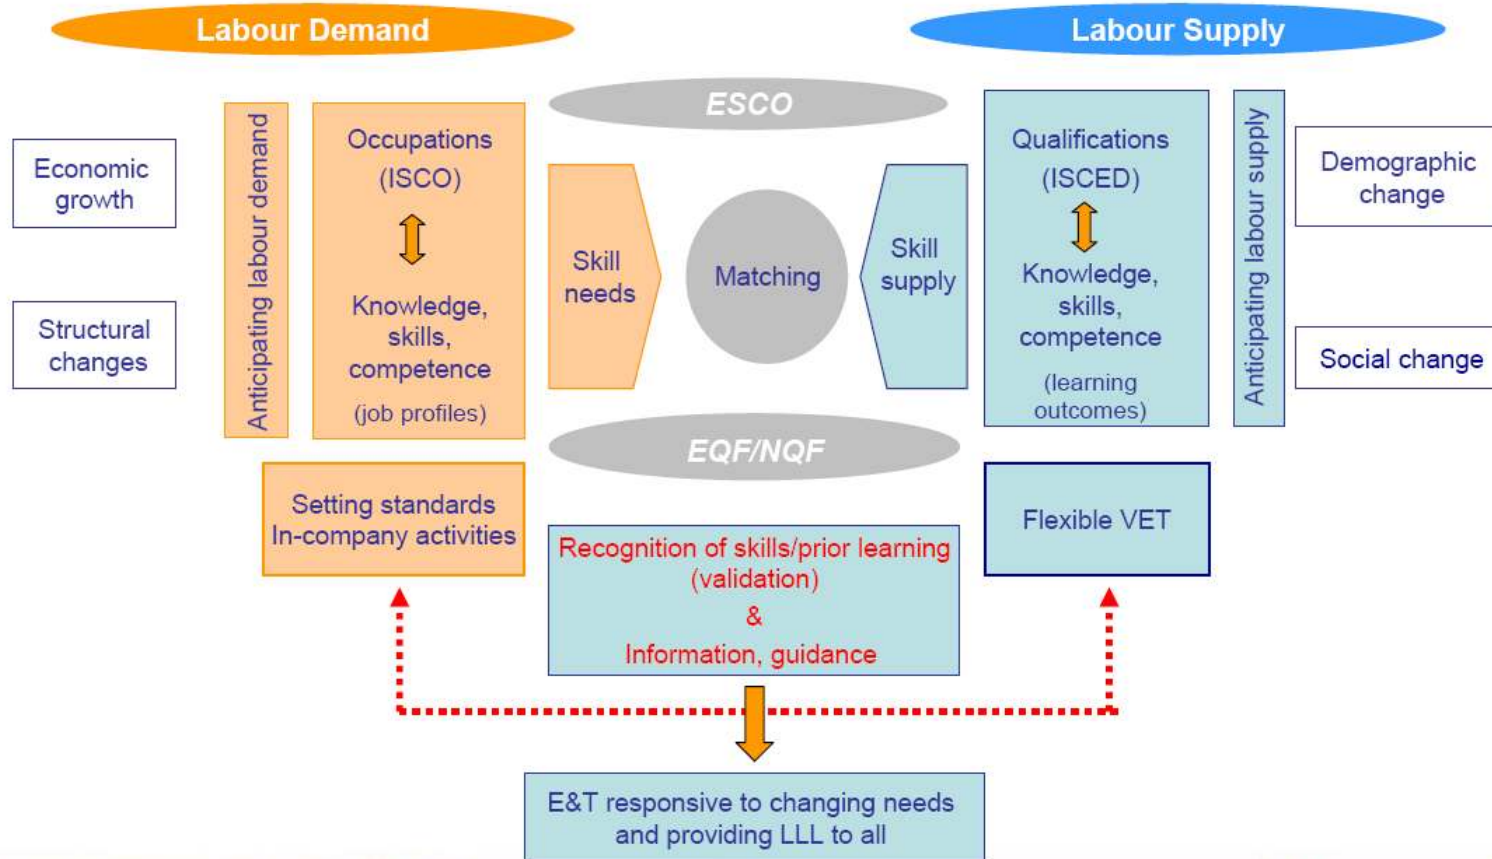 Labour Demand
Labour Supply
ESCO
Economic
growth
Structural
changes
Anticipating labour demand
Occupations
(ISCO)
Knowledge,
skills,
competence
(job profiles)
Skill
needs
Matching
Skill
supply
Qualifications
(ISCED)
Knowledge,
skills,
competence
(learning
outcomes)
Anticipating labour supply
Demographic
change
Social change
EQF/NQF
Setting standards
In-company activities
Recognition of skills/prior learning
(validation)
&
Information, guidance
Flexible VET
E&T responsive to changing needs
and providing LLL to all